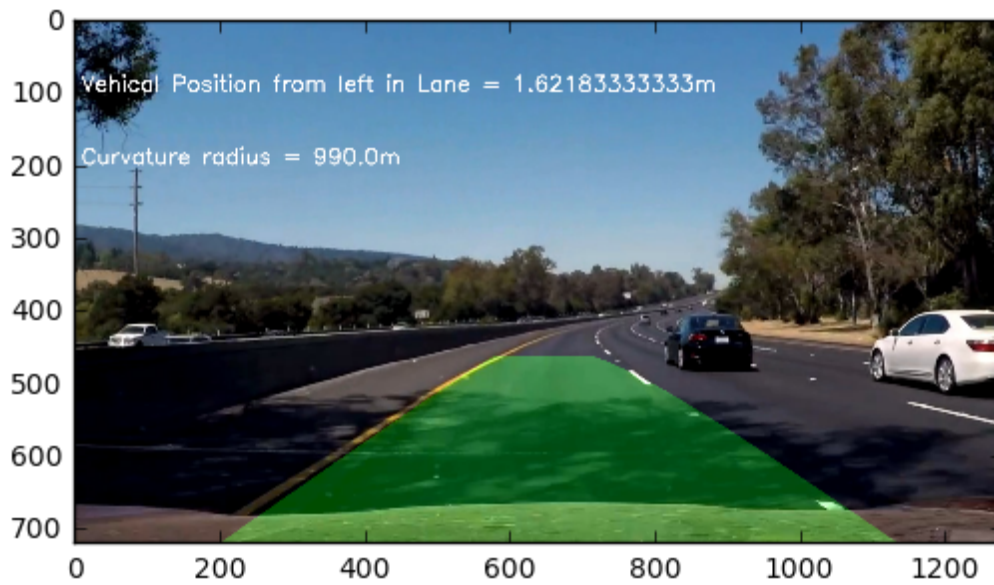 0
100
Vehical Position from left in Lane = 1.62183333333m
Curvature radius = 990.0m
200
300
400
500
600
700
0 200 400 600 800 1000 1200